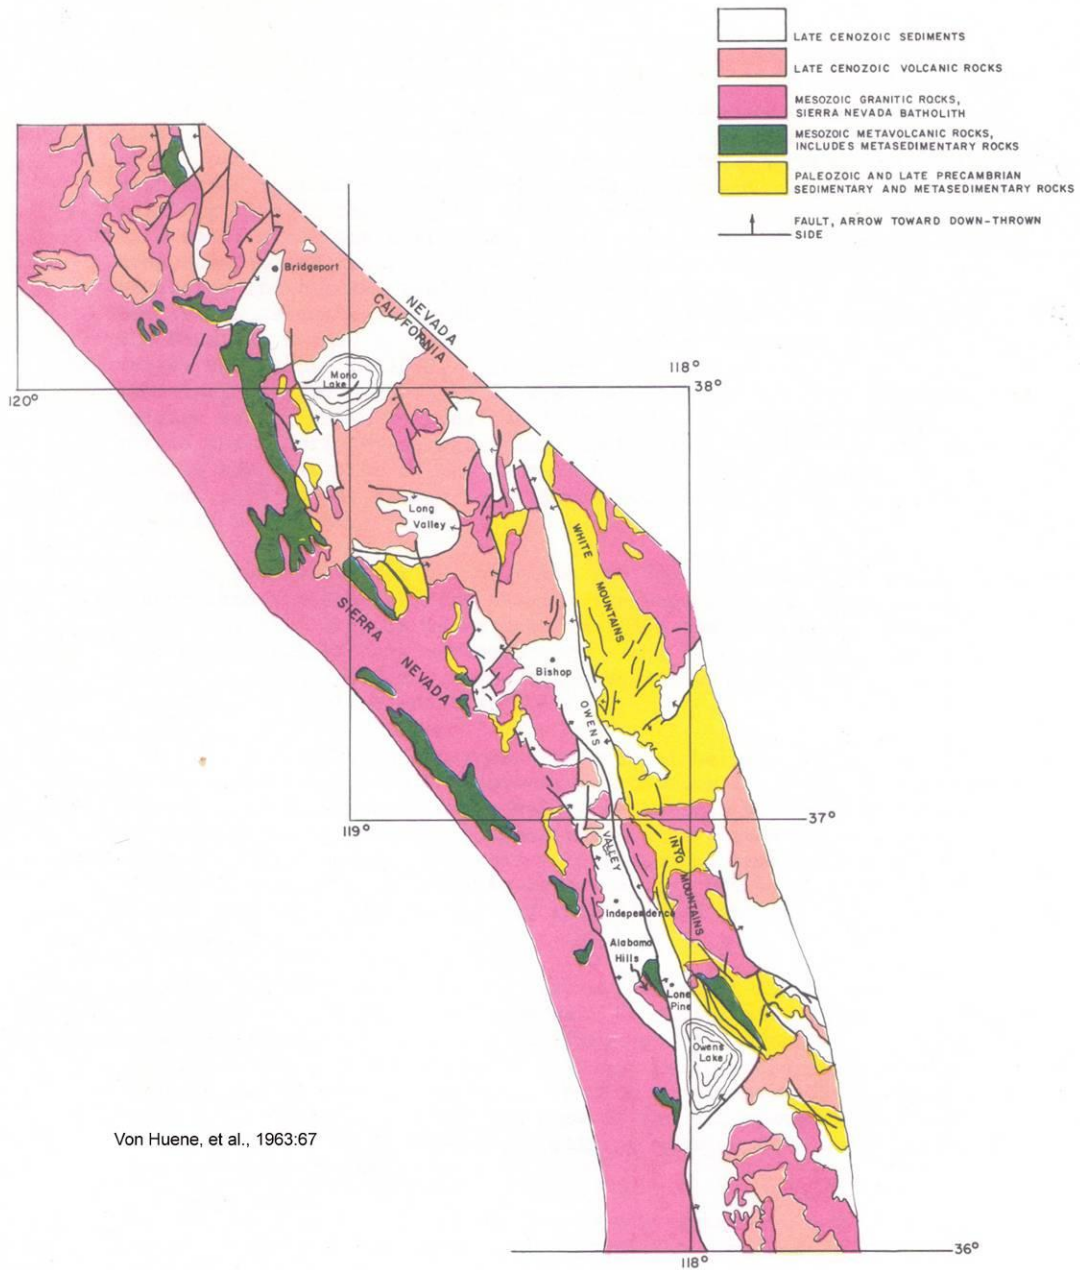 LATE CENOZOIC SEDIMENTS
LATE CENOZOIC VOLCANIC ROCKS
MESOZOIC GRANITIC ROCKS,
SIERRA NEVADA BATHOLITH
MESOZOIC METAVOLCANIC ROCKS,
INCLUDES METASEDIMENTARY ROCKS
PALEOZOIC AND LATE PRECAMBRIAN
SEDIMENTARY AND METASEDIMENTARY ROCKS
FAULT, ARROW TOWARD DOWN-THROWN
SIDE
Bridgeport
NEVADA
CALIFORNIA
Mono
Lake
118°
38°
120°
Long
Valley
WHITE
MOUNTAINS
SIERRA
NEVADA
Bishop
OWENS
VALLEY
119°
37°
INYO
MOUNTAINS
Independence
Alabama
Hills
Lone
Pine
Owens
Lake
Von Huene, et al., 1963:67
36°
118°